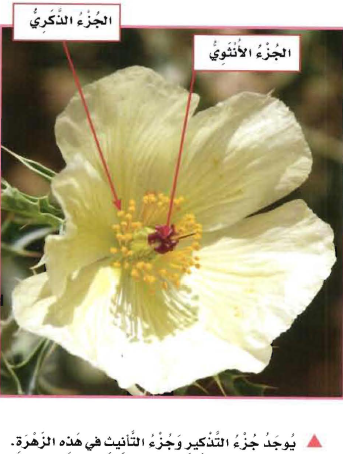 الجُزْءُ الذَّكَرِيُّ
الجُزْءُ الأُنْثَوِيُّ
يُوجَدُ جُزْءُ التَّذْكِيرِ وَجُزْءُ التَّأْنِيثِ في هَذِهِ الزَّهْرَةِ.